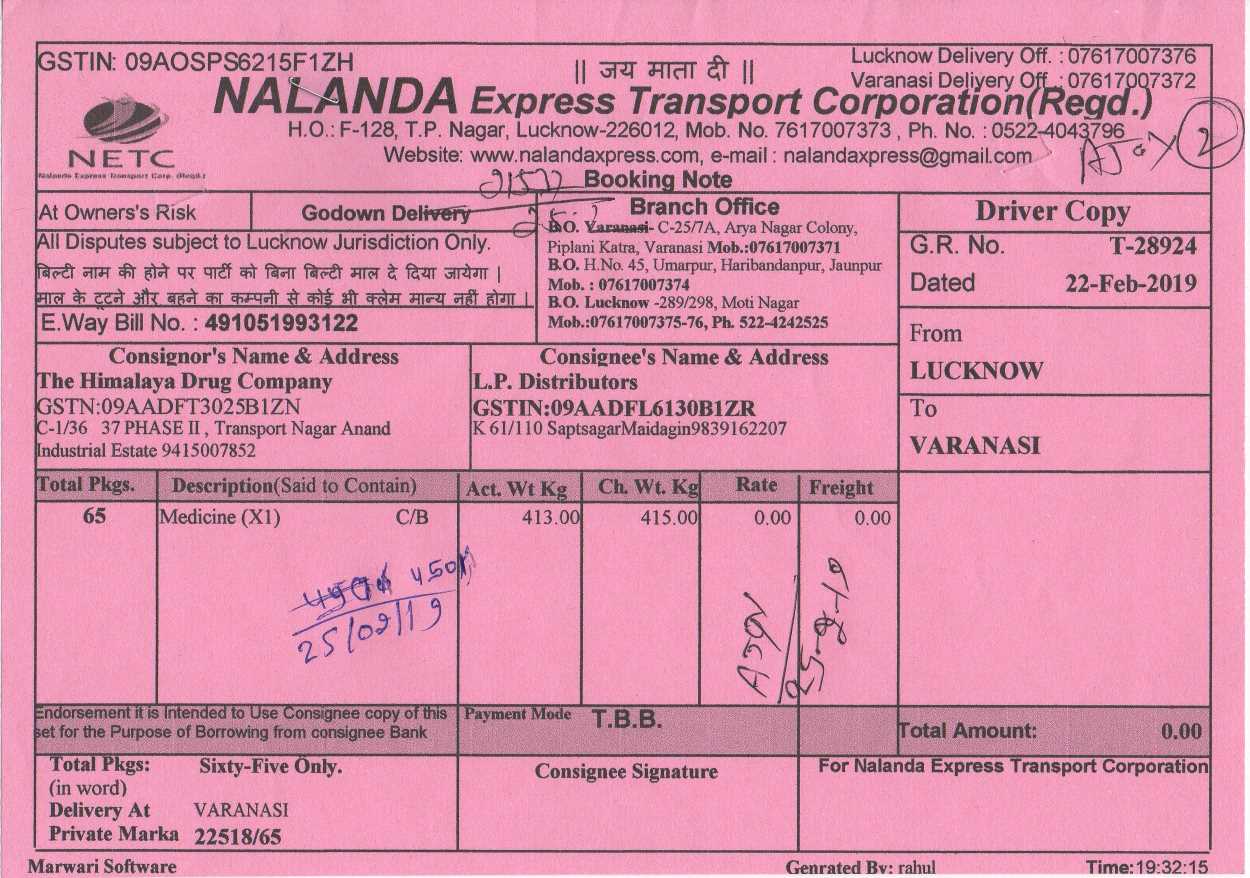 GSTIN: 09AOSPS6215F1ZH
|| जय माता दी ||
Lucknow Delivery Off. : 07617007376
Varanasi Delivery Off. : 07617007372
NALANDA Express Transport Corporation(Regd.)
H.O.: F-128, T.P. Nagar, Lucknow-226012, Mob. No. 7617007373 , Ph. No. : 0522-4043796
NETC
Nalanda Express Transport Corp. (Regd.)
Website: www.nalandaxpress.com, e-mail : nalandaxpress@gmail.com
2
Booking Note
At Owners's Risk
Godown Delivery
All Disputes subject to Lucknow Jurisdiction Only.
बिल्टी नाम की होने पर पार्टी को बिना बिल्टी माल दे दिया जायेगा |
माल के टूटने और बहने का कम्पनी से कोई भी क्लेम मान्य नहीं होगा |
E.Way Bill No. : 491051993122
Branch Office
B.O. Varanasi- C-25/7A, Arya Nagar Colony,
Piplani Katra, Varanasi Mob.:07617007371
B.O. H.No. 45, Umarpur, Haribandanpur, Jaunpur
Mob. : 07617007374
B.O. Lucknow -289/298, Moti Nagar
Mob.:07617007375-76, Ph. 522-4242525
Driver Copy
G.R. No. T-28924
Dated 22-Feb-2019
From
LUCKNOW
To
VARANASI
Consignor's Name & Address
The Himalaya Drug Company
GSTN:09AADFT3025B1ZN
C-1/36 37 PHASE II , Transport Nagar Anand
Industrial Estate 9415007852
Consignee's Name & Address
L.P. Distributors
GSTIN:09AADFL6130B1ZR
K 61/110 SaptsagarMaidagin9839162207
Total Pkgs. Description(Said to Contain) Act. Wt Kg Ch. Wt. Kg Rate Freight
65 Medicine (X1) C/B 413.00 415.00 0.00 0.00
25/02/19
25-2-19
Endorsement it is Intended to Use Consignee copy of this
set for the Purpose of Borrowing from consignee Bank
Payment Mode T.B.B.
Total Amount: 0.00
Total Pkgs: Sixty-Five Only.
(in word)
Delivery At VARANASI
Private Marka 22518/65
Consignee Signature
For Nalanda Express Transport Corporation
Marwari Software
Genrated By: rahul
Time:19:32:15